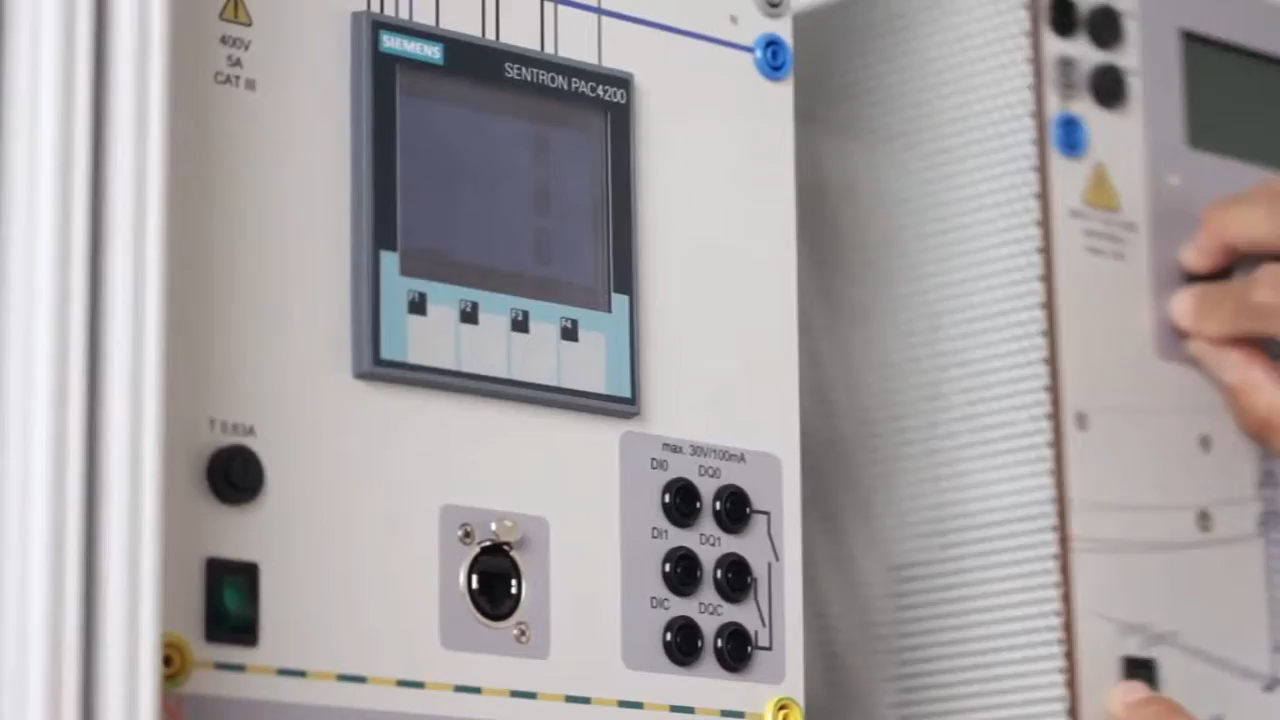 400V
5A
CAT III
SIEMENS
SENTRON PAC4200
F1
F2
F3
F4
T 0.63A
max. 30V/100mA
DI0
DQ0
DI1
DQ1
DIC
DQC